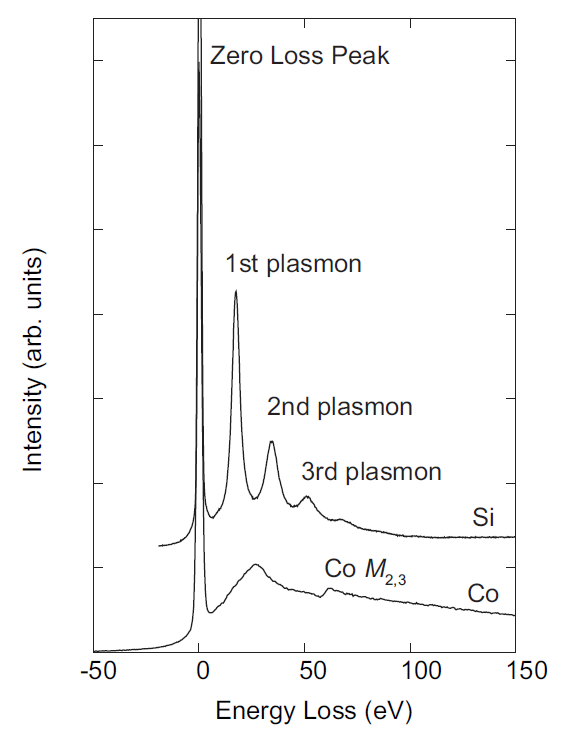 Zero Loss Peak
1st plasmon
2nd plasmon
3rd plasmon
Si
Co M2,3
Co
-50 0 50 100 150
Energy Loss (eV)
Intensity (arb. units)